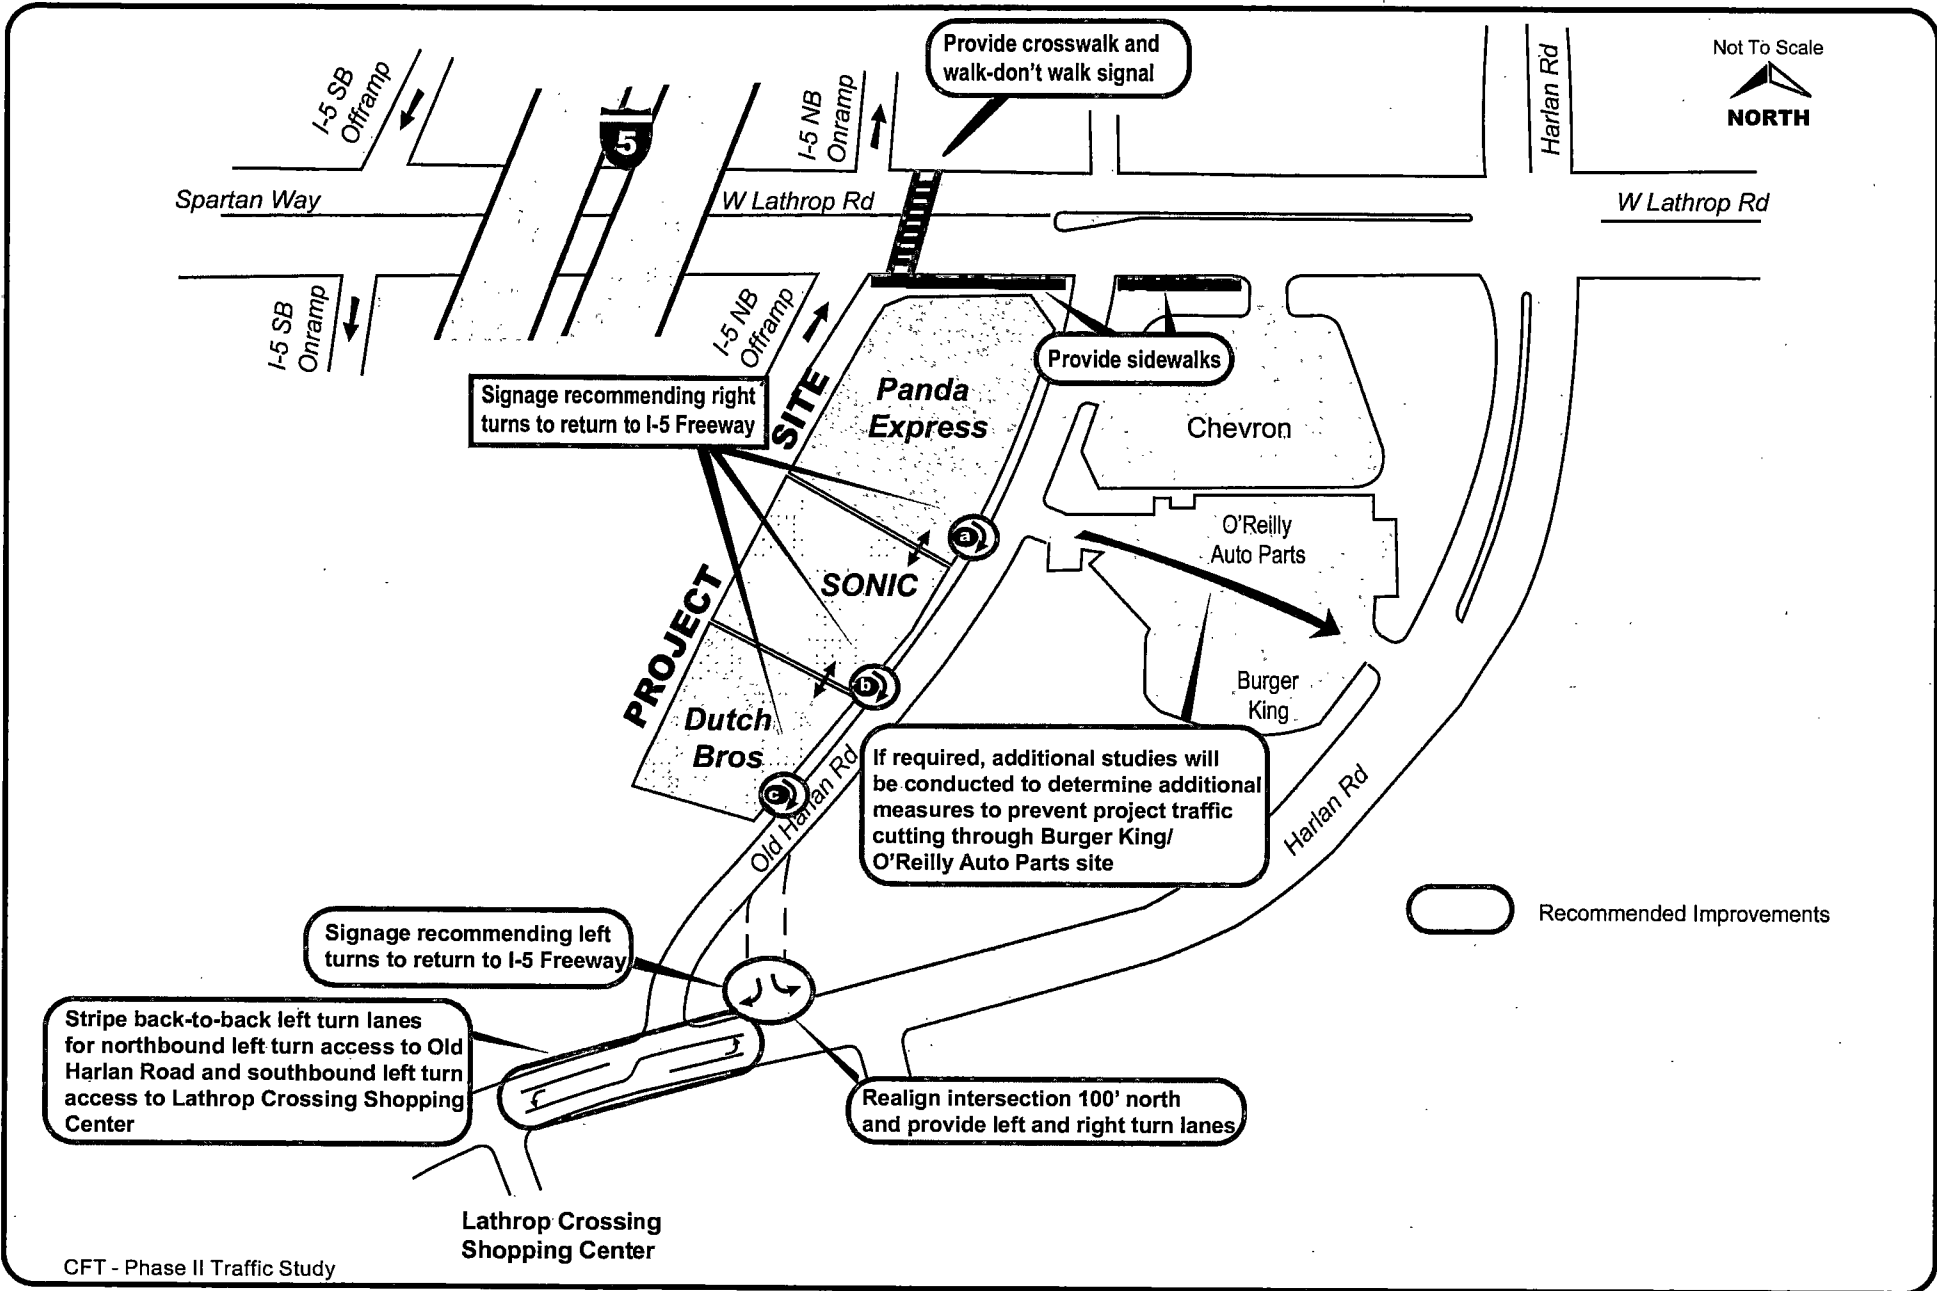 Provide crosswalk and
walk-don't walk signal
Not To Scale
NORTH
I-5 SB
Offramp
5
I-5 NB
Onramp
Harlan Rd
Spartan Way
W Lathrop Rd
W Lathrop Rd
I-5 SB
Onramp
I-5 NB
Offramp
Provide sidewalks
Signage recommending right
turns to return to I-5 Freeway
PROJECT SITE
Panda
Express
Chevron
a
O'Reilly
Auto Parts
SONIC
b
Burger
King
Dutch
Bros
c
Old Harlan Rd
If required, additional studies will
be conducted to determine additional
measures to prevent project traffic
cutting through Burger King/
O'Reilly Auto Parts site
Harlan Rd
Recommended Improvements
Signage recommending left
turns to return to I-5 Freeway
Stripe back-to-back left turn lanes
for northbound left turn access to Old
Harlan Road and southbound left turn
access to Lathrop Crossing Shopping
Center
Realign intersection 100' north
and provide left and right turn lanes
Lathrop Crossing
Shopping Center
CFT - Phase II Traffic Study